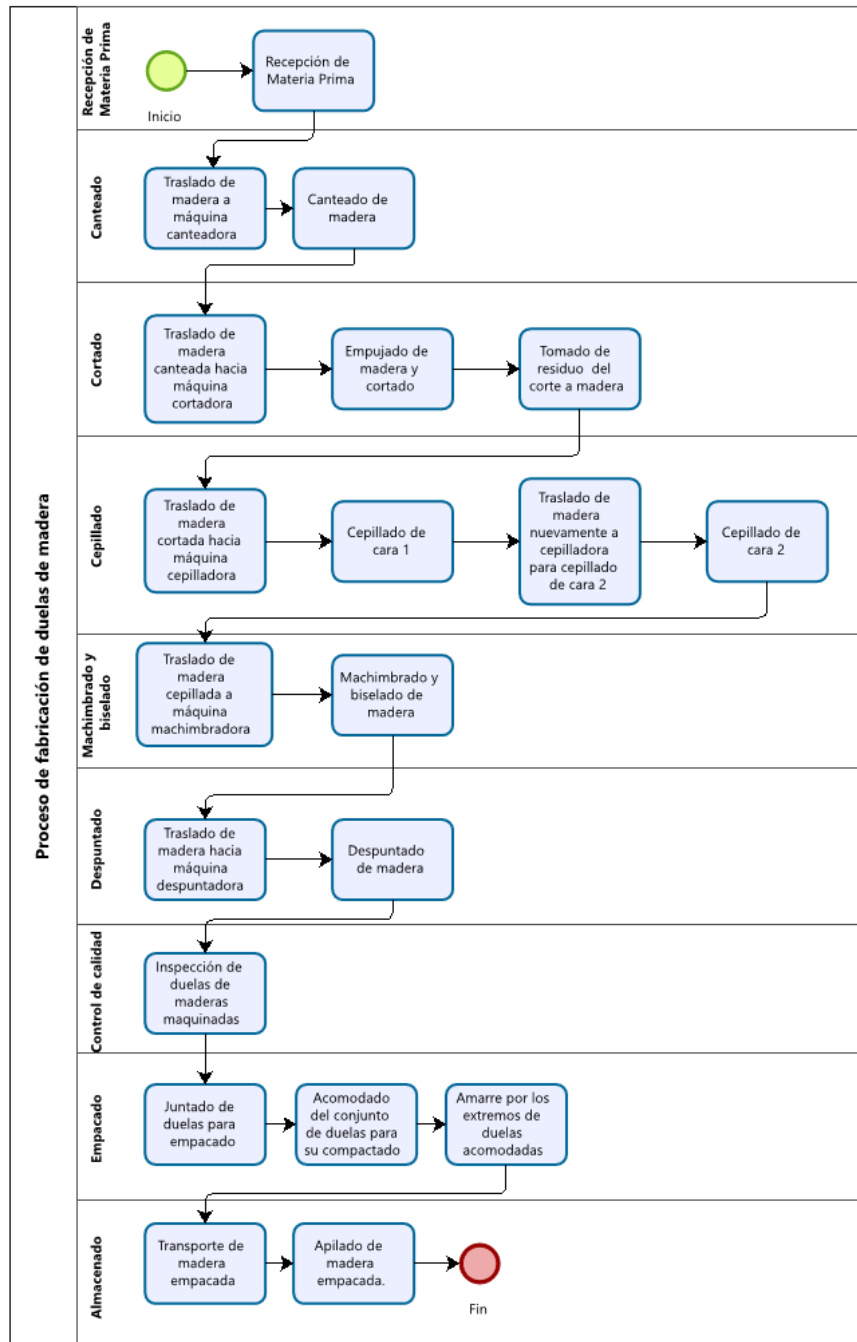 Proceso de fabricación de duelas de madera
Recepción de
Materia Prima
Inicio
Recepción de
Materia Prima
Canteado
Traslado de
madera a
máquina
canteadora
Canteado de
madera
Cortado
Traslado de
madera
canteada hacia
máquina
cortadora
Empujado de
madera y
cortado
Tomado de
residuo del
corte a madera
Cepillado
Traslado de
madera
cortada hacia
máquina
cepilladora
Cepillado de
cara 1
Traslado de
madera
nuevamente a
cepilladora
para cepillado
de cara 2
Cepillado de
cara 2
Machimbrado y
biselado
Traslado de
madera
cepillada a
máquina
machimbradora
Machimbrado y
biselado de
madera
Despuntado
Traslado de
madera hacia
máquina
despuntadora
Despuntado
de madera
Control de calidad
Inspección de
duelas de
maderas
maquinadas
Empacado
Juntado de
duelas para
empacado
Acomodado
del conjunto
de duelas para
su compactado
Amarre por los
extremos de
duelas
acomodadas
Almacenado
Transporte de
madera
empacada
Apilado de
madera
empacada.
Fin